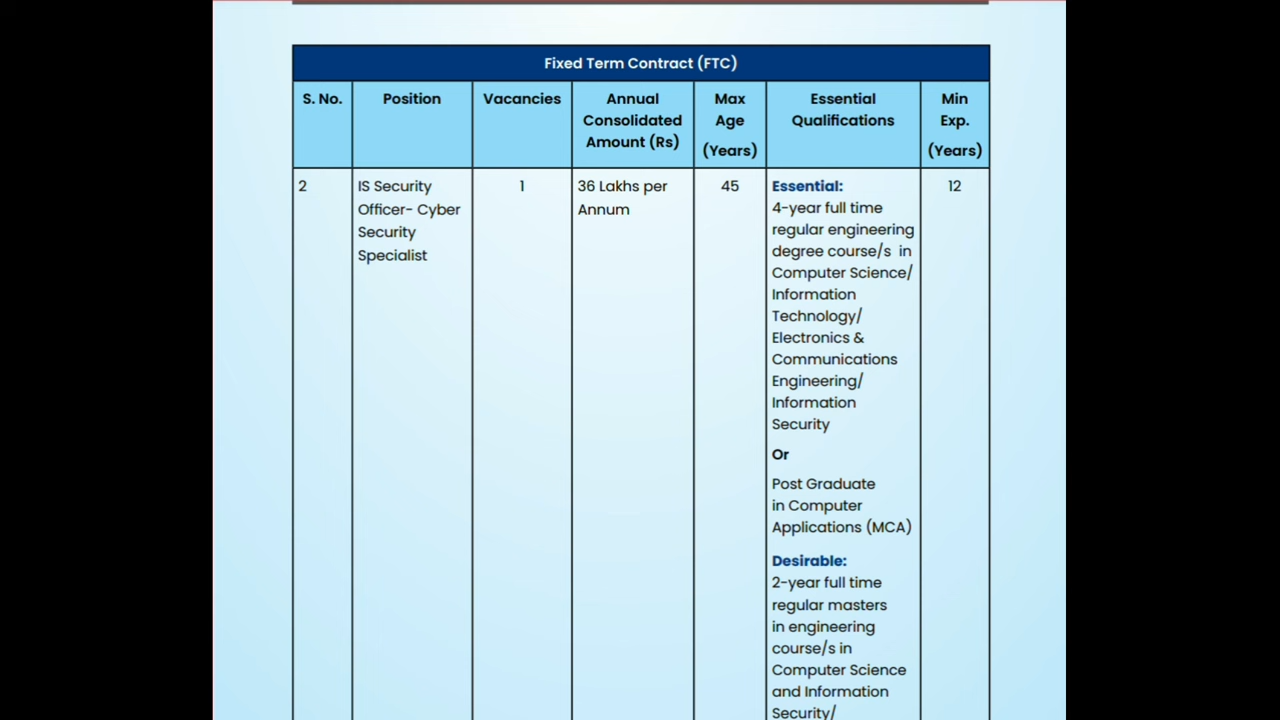 Fixed Term Contract (FTC)
S. No.
Position
Vacancies
Annual
Consolidated
Amount (Rs)
Max
Age
(Years)
Essential
Qualifications
Min
Exp.
(Years)
2
IS Security
Officer- Cyber
Security
Specialist
1
36 Lakhs per
Annum
45
Essential:
4-year full time
regular engineering
degree course/s in
Computer Science/
Information
Technology/
Electronics &
Communications
Engineering/
Information
Security
Or
Post Graduate
in Computer
Applications (MCA)
Desirable:
2-year full time
regular masters
in engineering
course/s in
Computer Science
and Information
Security/
12